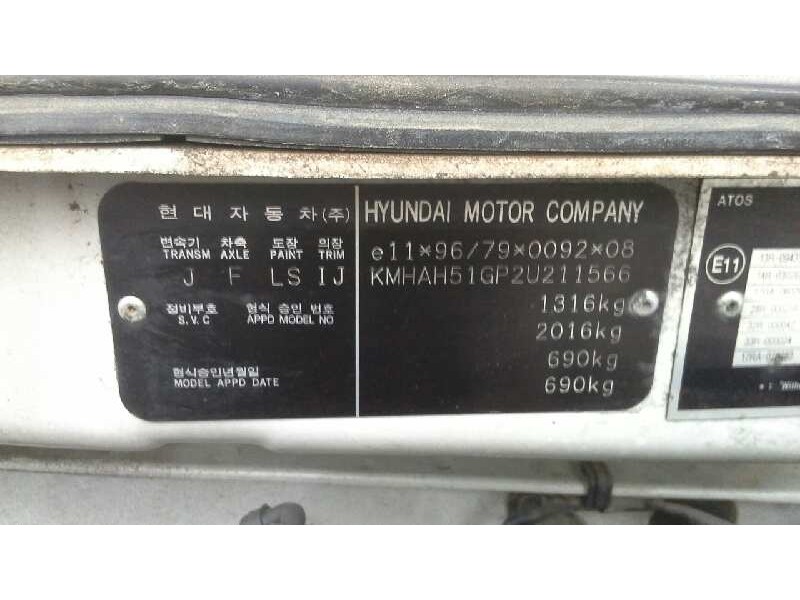 현 대 자 동 차 (주)
변속기 차축 도장 의장
TRANSM AXLE PAINT TRIM
J F LS IJ
정비부호 형식 승인 번호
S.V.C APPD MODEL NO
형식승인년월일
MODEL APPD DATE
HYUNDAI MOTOR COMPANY
e11*96/79*0092*08
KMHAH51GP2U211566
1316kg
2016kg
690kg
690kg
ATOS
E11